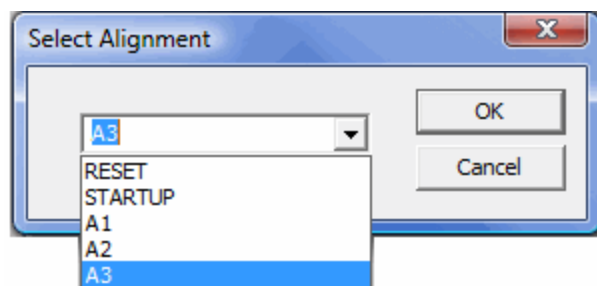 Select Alignment
A3
OK
Cancel
RESET
STARTUP
A1
A2
A3